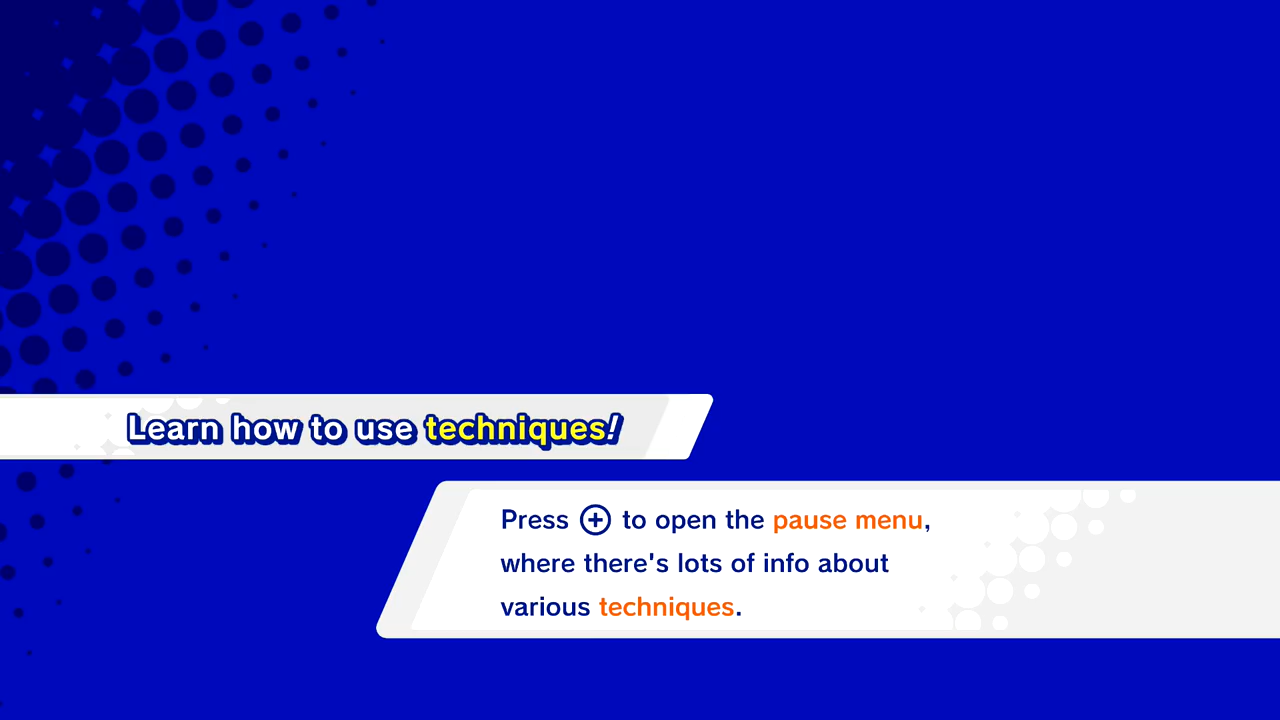 Learn how to use techniques!
Press ⊕ to open the pause menu,
where there's lots of info about
various techniques.